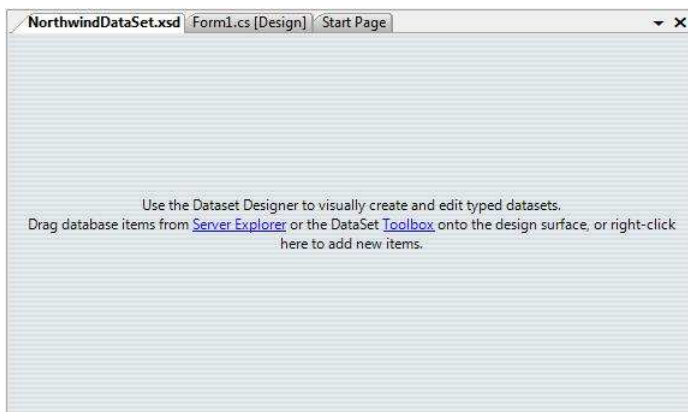 NorthwindDataSet.xsd Form1.cs [Design] Start Page
Use the Dataset Designer to visually create and edit typed datasets.
Drag database items from Server Explorer or the DataSet Toolbox onto the design surface, or right-click
here to add new items.